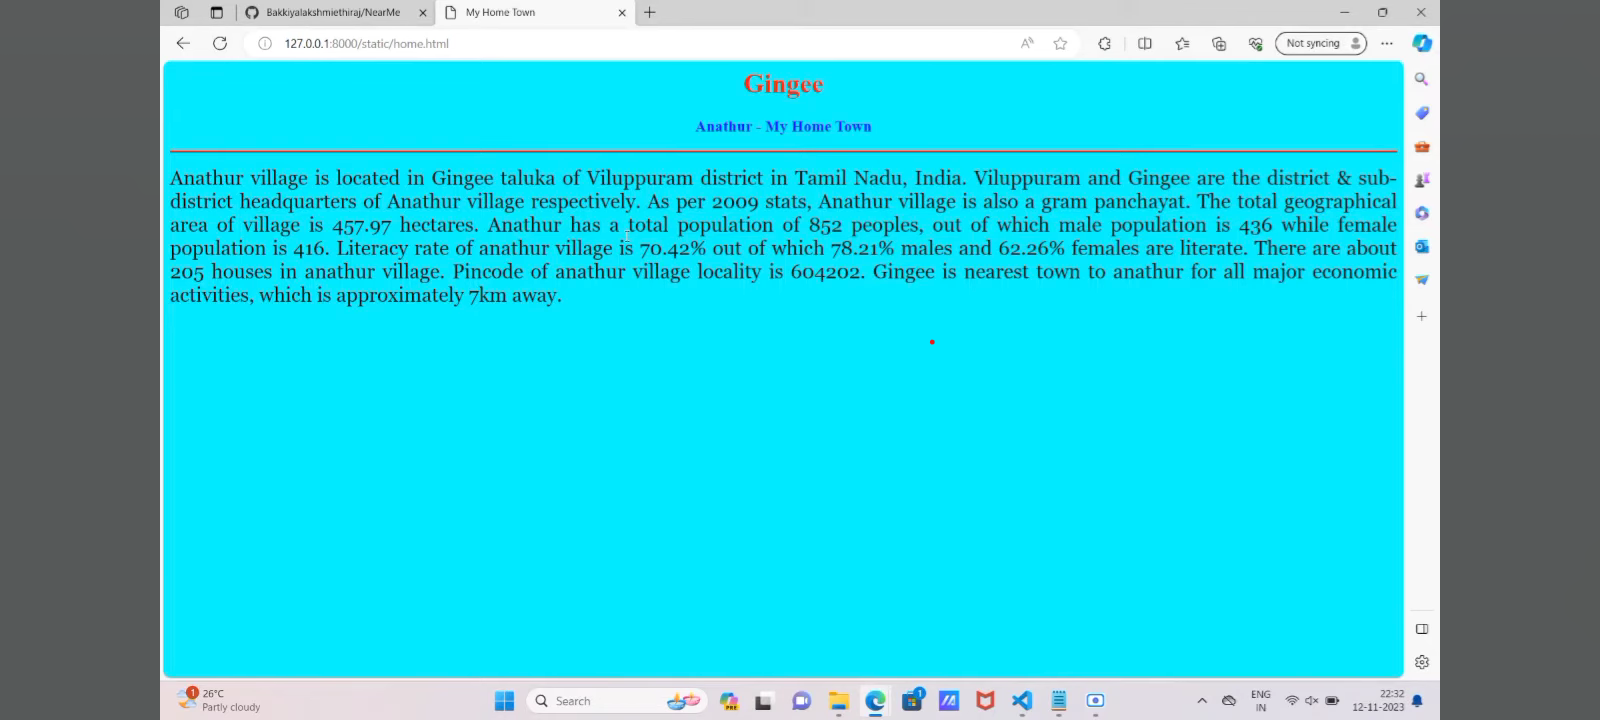 Bakkiyalakshmiethiraj/NearMe
My Home Town
127.0.0.1:8000/static/home.html
Not syncing
Gingee
Anathur - My Home Town
Anathur village is located in Gingee taluka of Viluppuram district in Tamil Nadu, India. Viluppuram and Gingee are the district & sub-
district headquarters of Anathur village respectively. As per 2009 stats, Anathur village is also a gram panchayat. The total geographical
area of village is 457.97 hectares. Anathur has a total population of 852 peoples, out of which male population is 436 while female
population is 416. Literacy rate of anathur village is 70.42% out of which 78.21% males and 62.26% females are literate. There are about
205 houses in anathur village. Pincode of anathur village locality is 604202. Gingee is nearest town to anathur for all major economic
activities, which is approximately 7km away.
1
26°C
Partly cloudy
Search
PRE
1
ENG
IN
22:32
12-11-2023